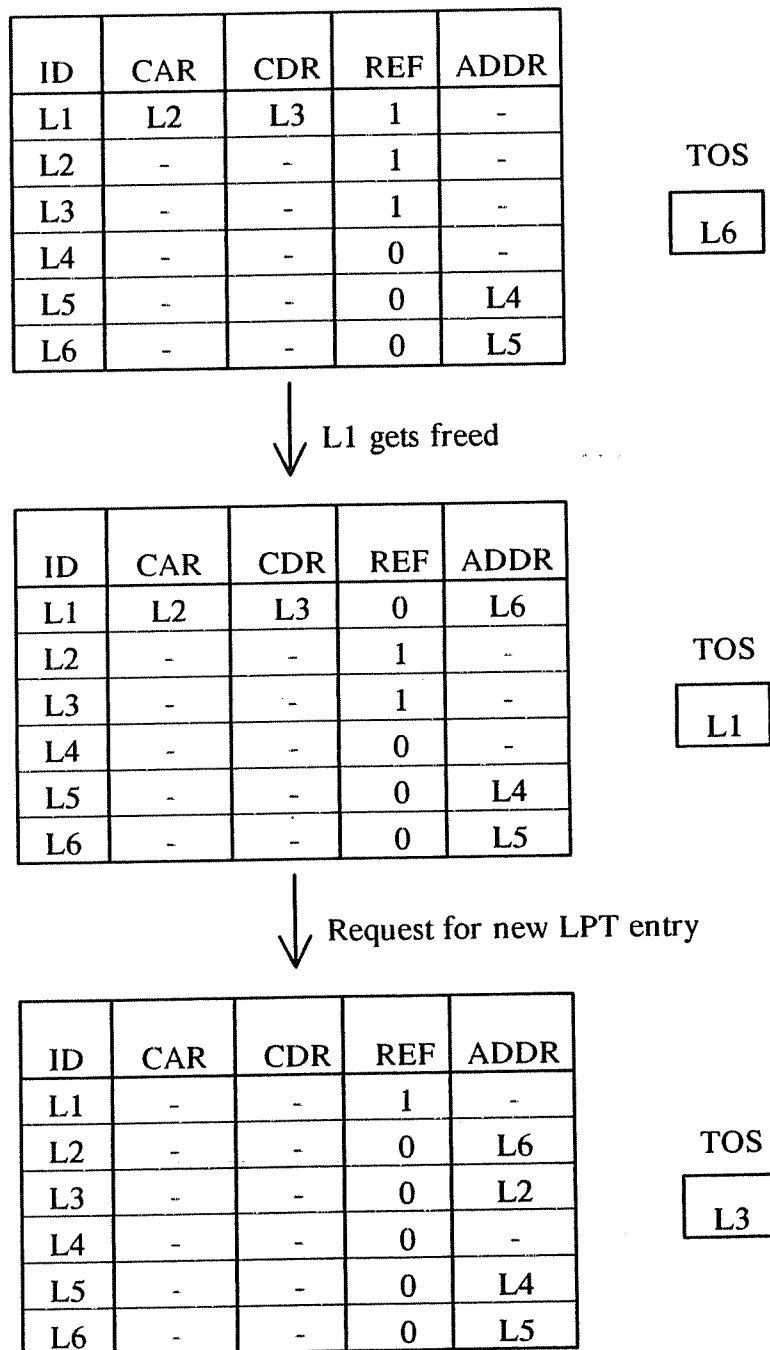 ID CAR CDR REF ADDR
L1 L2 L3 1 -
L2 - - 1 -
L3 - - 1 -
L4 - - 0 -
L5 - - 0 L4
L6 - - 0 L5
TOS
L6
L1 gets freed
ID CAR CDR REF ADDR
L1 L2 L3 0 L6
L2 - - 1 -
L3 - - 1 -
L4 - - 0 -
L5 - - 0 L4
L6 - - 0 L5
TOS
L1
Request for new LPT entry
ID CAR CDR REF ADDR
L1 - - 1 -
L2 - - 0 L6
L3 - - 0 L2
L4 - - 0 -
L5 - - 0 L4
L6 - - 0 L5
TOS
L3